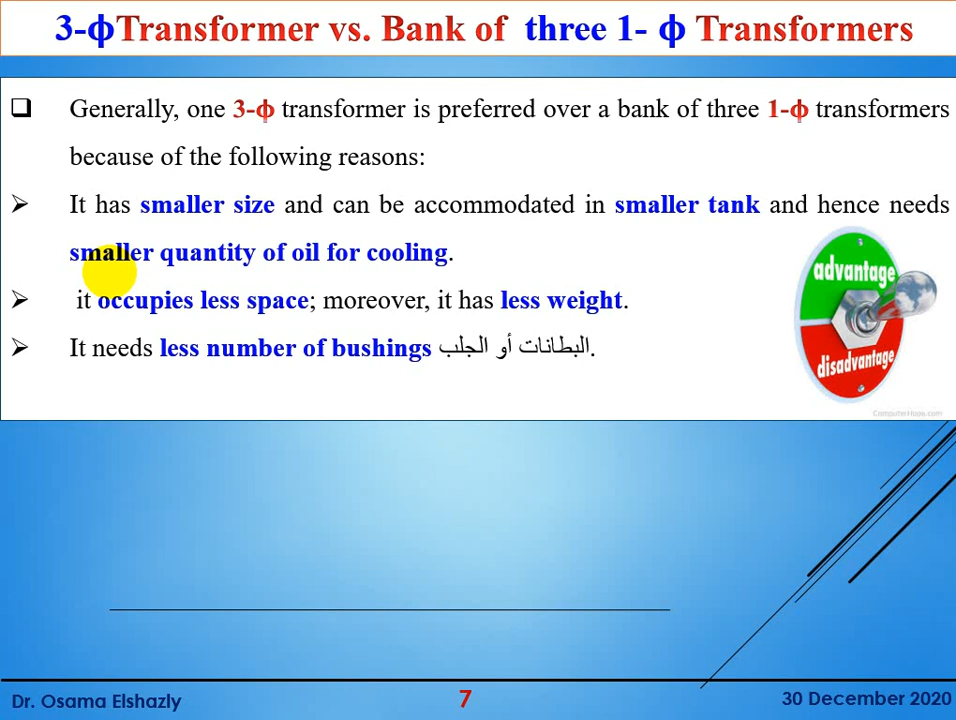 3-ϕTransformer vs. Bank of three 1- ϕ Transformers
❑ Generally, one 3-ϕ transformer is preferred over a bank of three 1-ϕ transformers
because of the following reasons:
➢ It has smaller size and can be accommodated in smaller tank and hence needs
smaller quantity of oil for cooling.
➢ it occupies less space; moreover, it has less weight.
➢ It needs less number of bushings البطانات أو الجلب.
advantage
disadvantage
ComputerHope.com
Dr. Osama Elshazly
7
30 December 2020